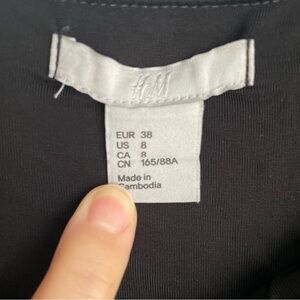 H&M
EUR 38
US 8
CA 8
CN 165/88A
Made in
Cambodia